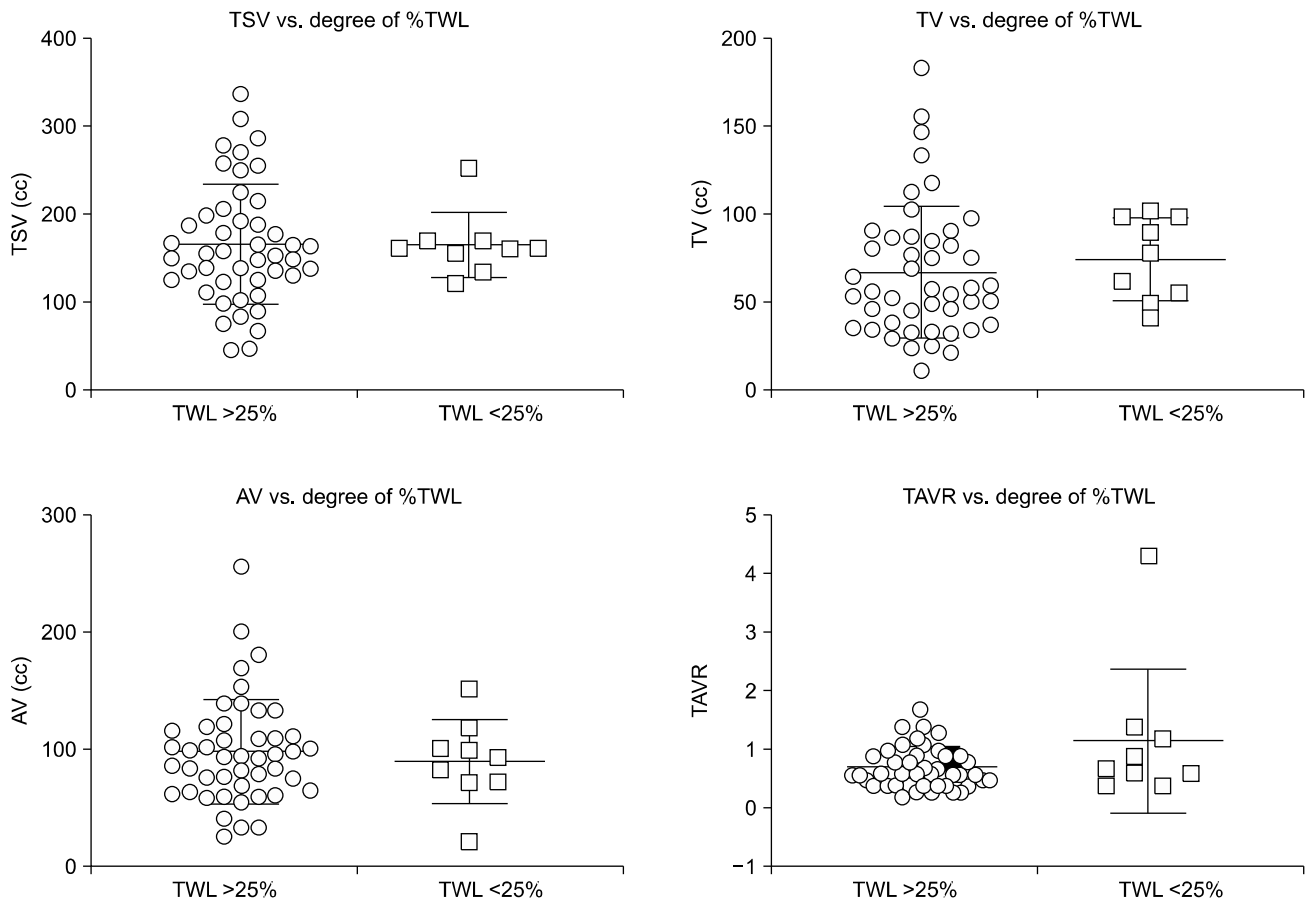 TSV vs. degree of %TWL
400
300
200
100
0
TSV (cc)
TWL >25%
TWL <25%
TV vs. degree of %TWL
200
150
100
50
0
TV (cc)
TWL >25%
TWL <25%
AV vs. degree of %TWL
300
200
100
0
AV (cc)
TWL >25%
TWL <25%
TAVR vs. degree of %TWL
5
4
3
2
1
0
−1
TAVR
TWL >25%
TWL <25%